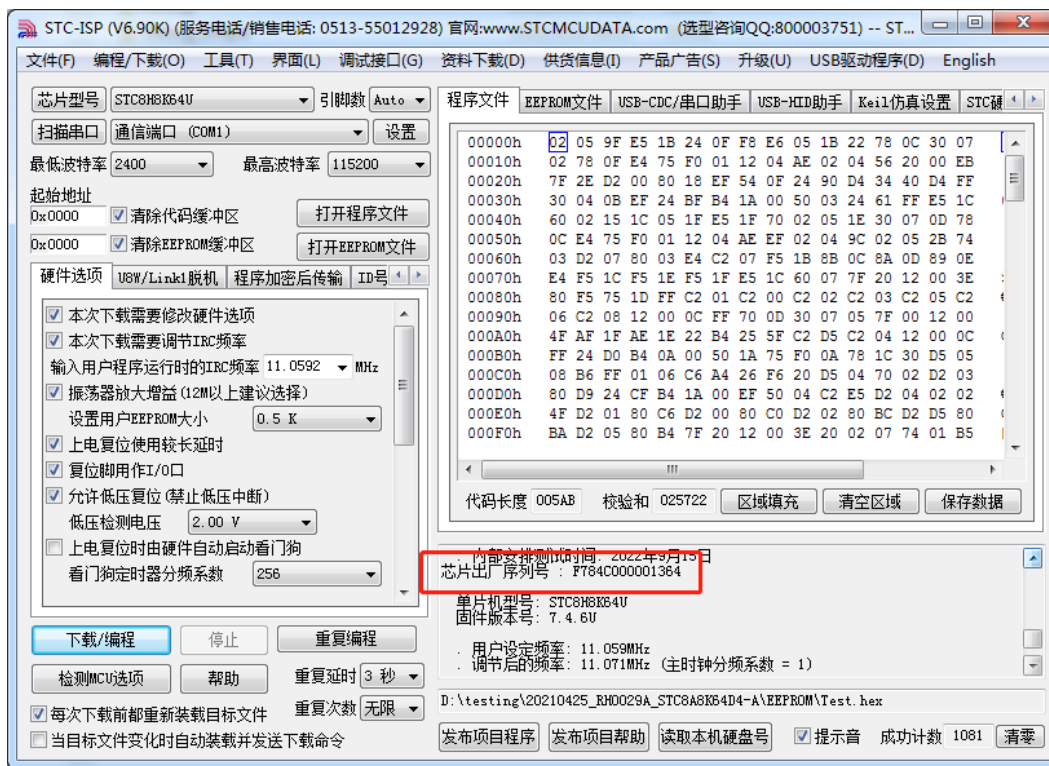 STC-ISP (V6.90K) (服务电话/销售电话: 0513-55012928) 官网:www.STCMCUDATA.com (选型咨询QQ:800003751) -- ST...
文件(F) 编程/下载(O) 工具(T) 界面(L) 调试接口(G) 资料下载(D) 供货信息(I) 产品广告(S) 升级(U) USB驱动程序(D) English
芯片型号 STC8H8K64U 引脚数 Auto
扫描串口 通信端口 (COM1) 设置
最低波特率 2400 最高波特率 115200
起始地址
0x0000 清除代码缓冲区 打开程序文件
0x0000 清除EEPROM缓冲区 打开EEPROM文件
硬件选项 U8W/Link1脱机 程序加密后传输 ID号
本次下载需要修改硬件选项
本次下载需要调节IRC频率
输入用户程序运行时的IRC频率 11.0592 MHz
振荡器放大增益(12M以上建议选择)
设置用户EEPROM大小 0.5 K
上电复位使用较长延时
复位脚用作I/O口
允许低压复位(禁止低压中断)
低压检测电压 2.00 V
上电复位时由硬件自动启动看门狗
看门狗定时器分频系数 256
下载/编程 停止 重复编程
检测MCU选项 帮助 重复延时 3 秒
每次下载前都重新装载目标文件 重复次数 无限
当目标文件变化时自动装载并发送下载命令
程序文件 EEPROM文件 USB-CDC/串口助手 USB-HID助手 Keil仿真设置 STC硬
00000h 02 05 9F E5 1B 24 0F F8 E6 05 1B 22 78 0C 30 07
00010h 02 78 0F E4 75 F0 01 12 04 AE 02 04 56 20 00 EB
00020h 7F 2E D2 00 80 18 EF 54 0F 24 90 D4 34 40 D4 FF
00030h 30 04 0B EF 24 BF B4 1A 00 50 03 24 61 FF E5 1C
00040h 60 02 15 1C 05 1F E5 1F 70 02 05 1E 30 07 0D 78
00050h 0C E4 75 F0 01 12 04 AE EF 02 04 9C 02 05 2B 74
00060h 03 D2 07 80 03 E4 C2 07 F5 1B 8B 0C 8A 0D 89 0E
00070h E4 F5 1C F5 1E F5 1F E5 1C 60 07 7F 20 12 00 3E
00080h 80 F5 75 1D FF C2 01 C2 00 C2 02 C2 03 C2 05 C2
00090h 06 C2 08 12 00 0C FF 70 0D 30 07 05 7F 00 12 00
000A0h 4F AF 1F AE 1E 22 B4 25 5F C2 D5 C2 04 12 00 0C
000B0h FF 24 D0 B4 0A 00 50 1A 75 F0 0A 78 1C 30 D5 05
000C0h 08 B6 FF 01 06 C6 A4 26 F6 20 D5 04 70 02 D2 03
000D0h 80 D9 24 CF B4 1A 00 EF 50 04 C2 E5 D2 04 02 02
000E0h 4F D2 01 80 C6 D2 00 80 C0 D2 02 80 BC D2 D5 80
000F0h BA D2 05 80 B4 7F 20 12 00 3E 20 02 07 74 01 B5
代码长度 005AB 校验和 025722 区域填充 清空区域 保存数据
. 内部安排测试时间: 2022年9月15日
芯片出厂序列号 : F784C000001364
单片机型号: STC8H8K64U
固件版本号: 7.4.6U
. 用户设定频率: 11.059MHz
. 调节后的频率: 11.071MHz (主时钟分频系数 = 1)
D:\testing\20210425_RH0029A_STC8A8K64D4-A\EEPROM\Test.hex
发布项目程序 发布项目帮助 读取本机硬盘号 提示音 成功计数 1081 清零